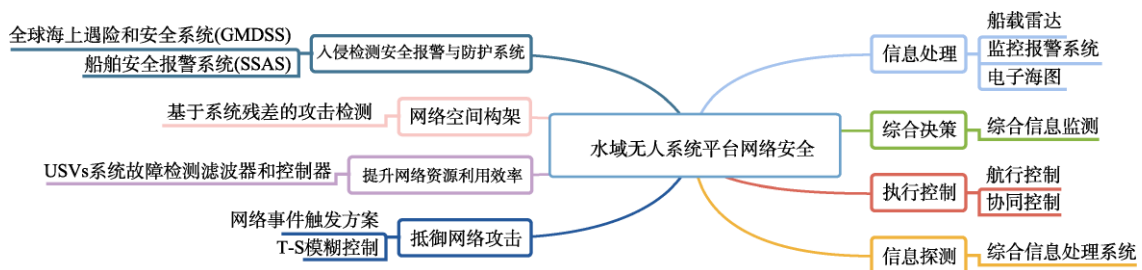 全球海上遇险和安全系统(GMDSS)
船舶安全报警系统(SSAS)
入侵检测安全报警与防护系统
基于系统残差的攻击检测
网络空间构架
USVs系统故障检测滤波器和控制器
提升网络资源利用效率
网络事件触发方案
T-S模糊控制
抵御网络攻击
水域无人系统平台网络安全
信息处理
船载雷达
监控报警系统
电子海图
综合决策
综合信息监测
执行控制
航行控制
协同控制
信息探测
综合信息处理系统